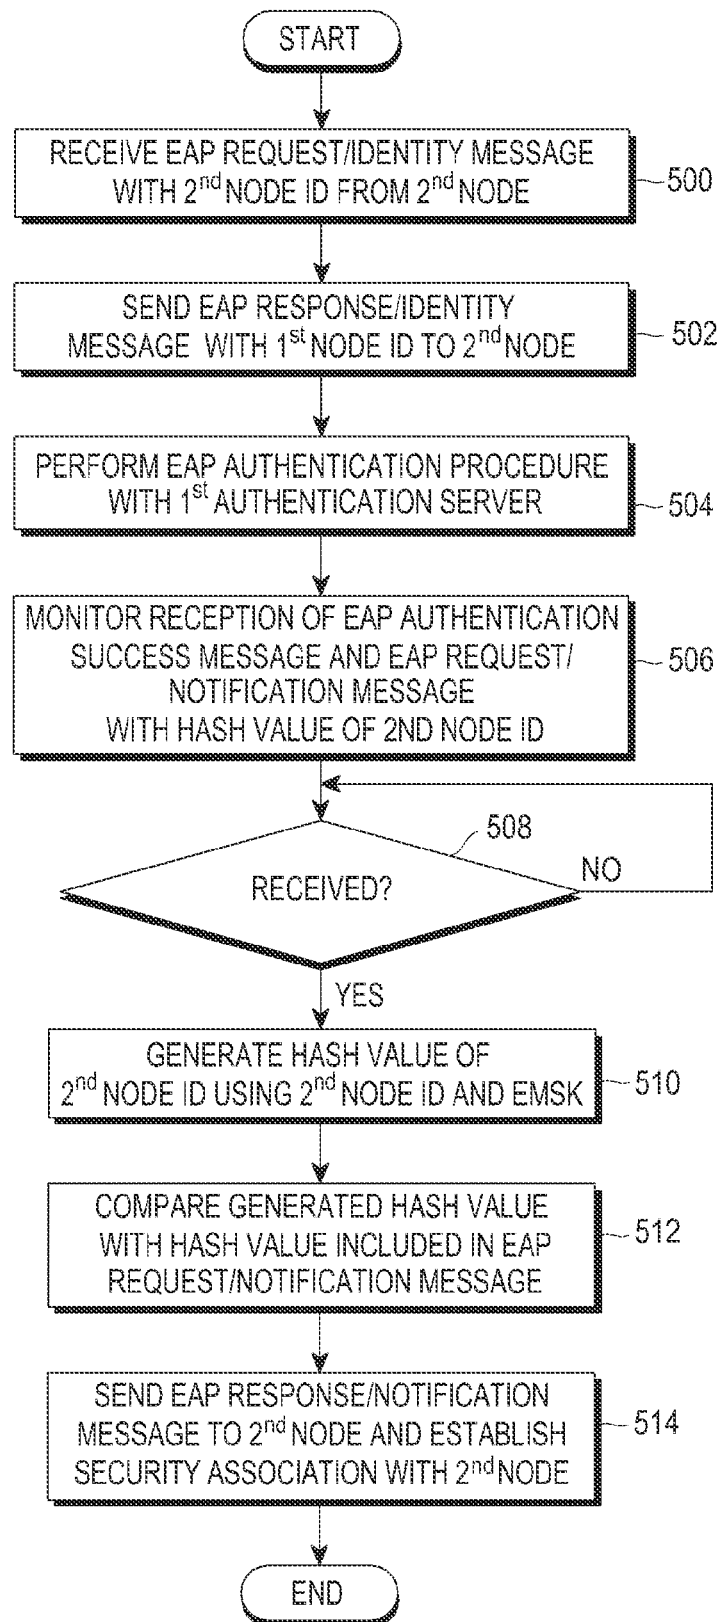 START
RECEIVE EAP REQUEST/IDENTITY MESSAGE
WITH 2nd NODE ID FROM 2nd NODE
500
SEND EAP RESPONSE/IDENTITY
MESSAGE WITH 1st NODE ID TO 2nd NODE
502
PERFORM EAP AUTHENTICATION PROCEDURE
WITH 1st AUTHENTICATION SERVER
504
MONITOR RECEPTION OF EAP AUTHENTICATION
SUCCESS MESSAGE AND EAP REQUEST/
NOTIFICATION MESSAGE
WITH HASH VALUE OF 2ND NODE ID
506
508
RECEIVED?
NO
YES
GENERATE HASH VALUE OF
2nd NODE ID USING 2nd NODE ID AND EMSK
510
COMPARE GENERATED HASH VALUE
WITH HASH VALUE INCLUDED IN EAP
REQUEST/NOTIFICATION MESSAGE
512
SEND EAP RESPONSE/NOTIFICATION
MESSAGE TO 2nd NODE AND ESTABLISH
SECURITY ASSOCIATION WITH 2nd NODE
514
END